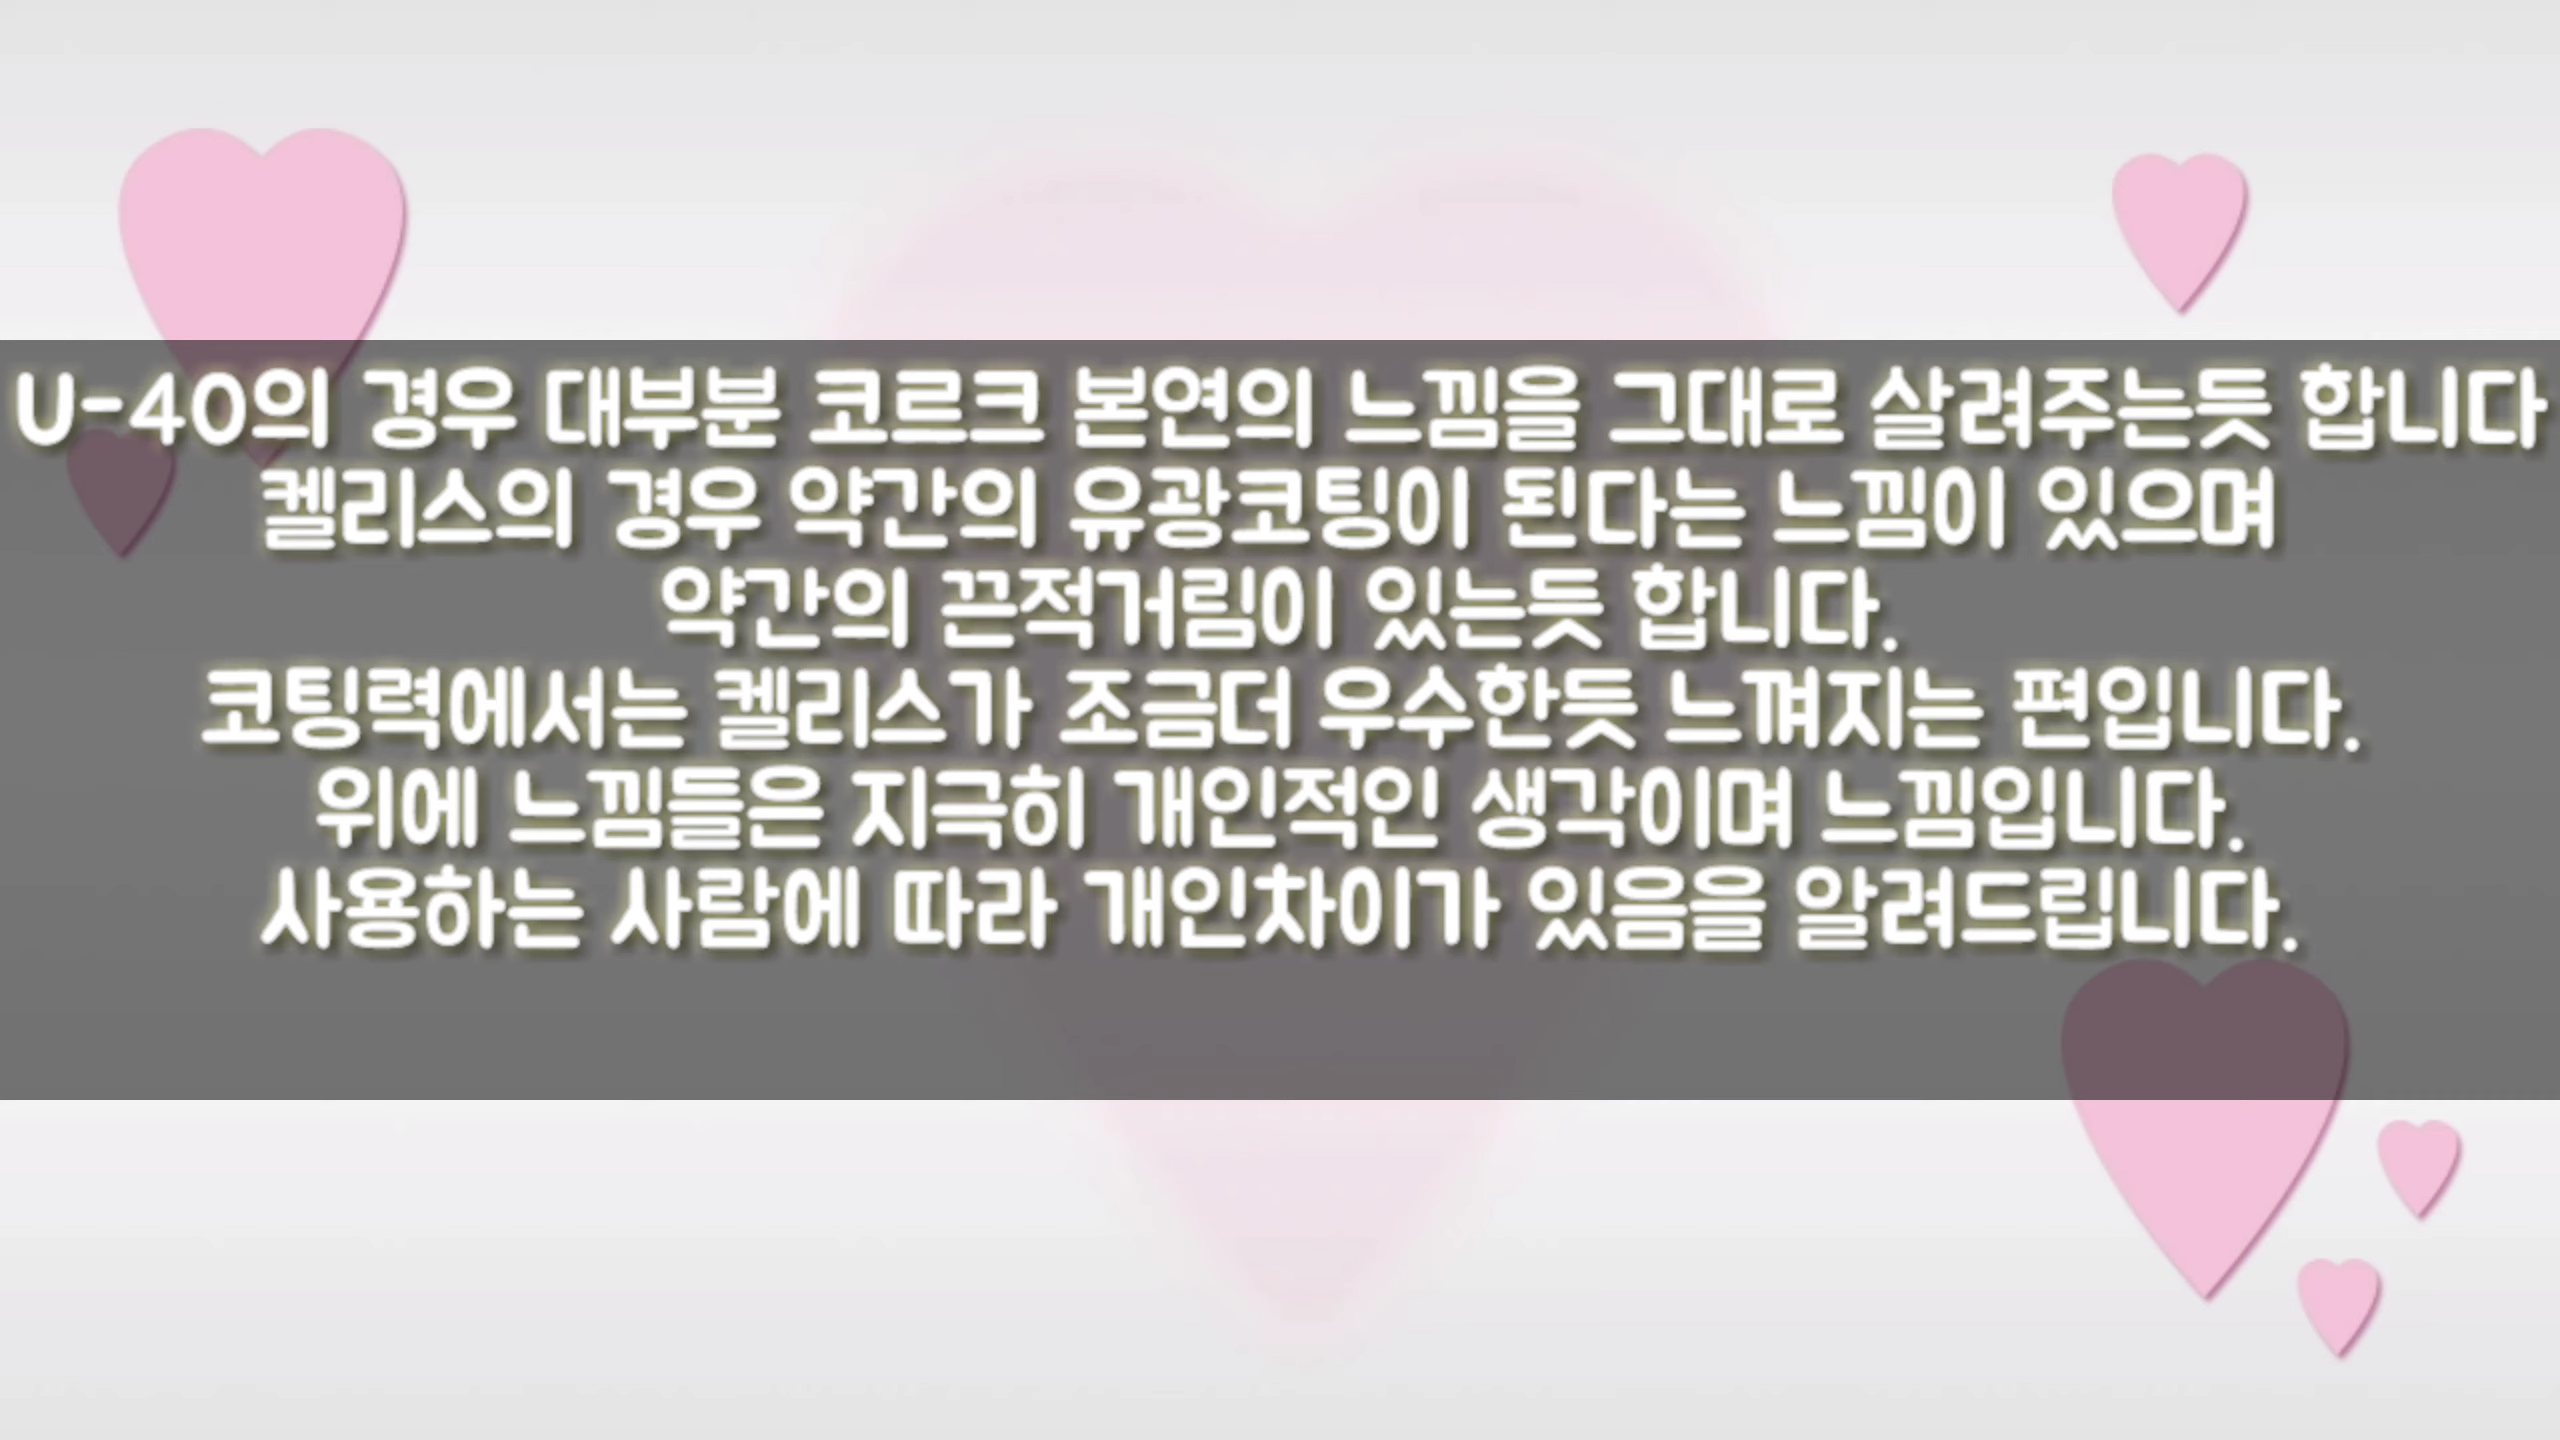 U-40의 경우 대부분 코르크 본연의 느낌을 그대로 살려주는듯 합니다
켈리스의 경우 약간의 유광코팅이 된다는 느낌이 있으며
약간의 끈적거림이 있는듯 합니다.
코팅력에서는 켈리스가 조금더 우수한듯 느껴지는 편입니다.
위에 느낌들은 지극히 개인적인 생각이며 느낌입니다.
사용하는 사람에 따라 개인차이가 있음을 알려드립니다.